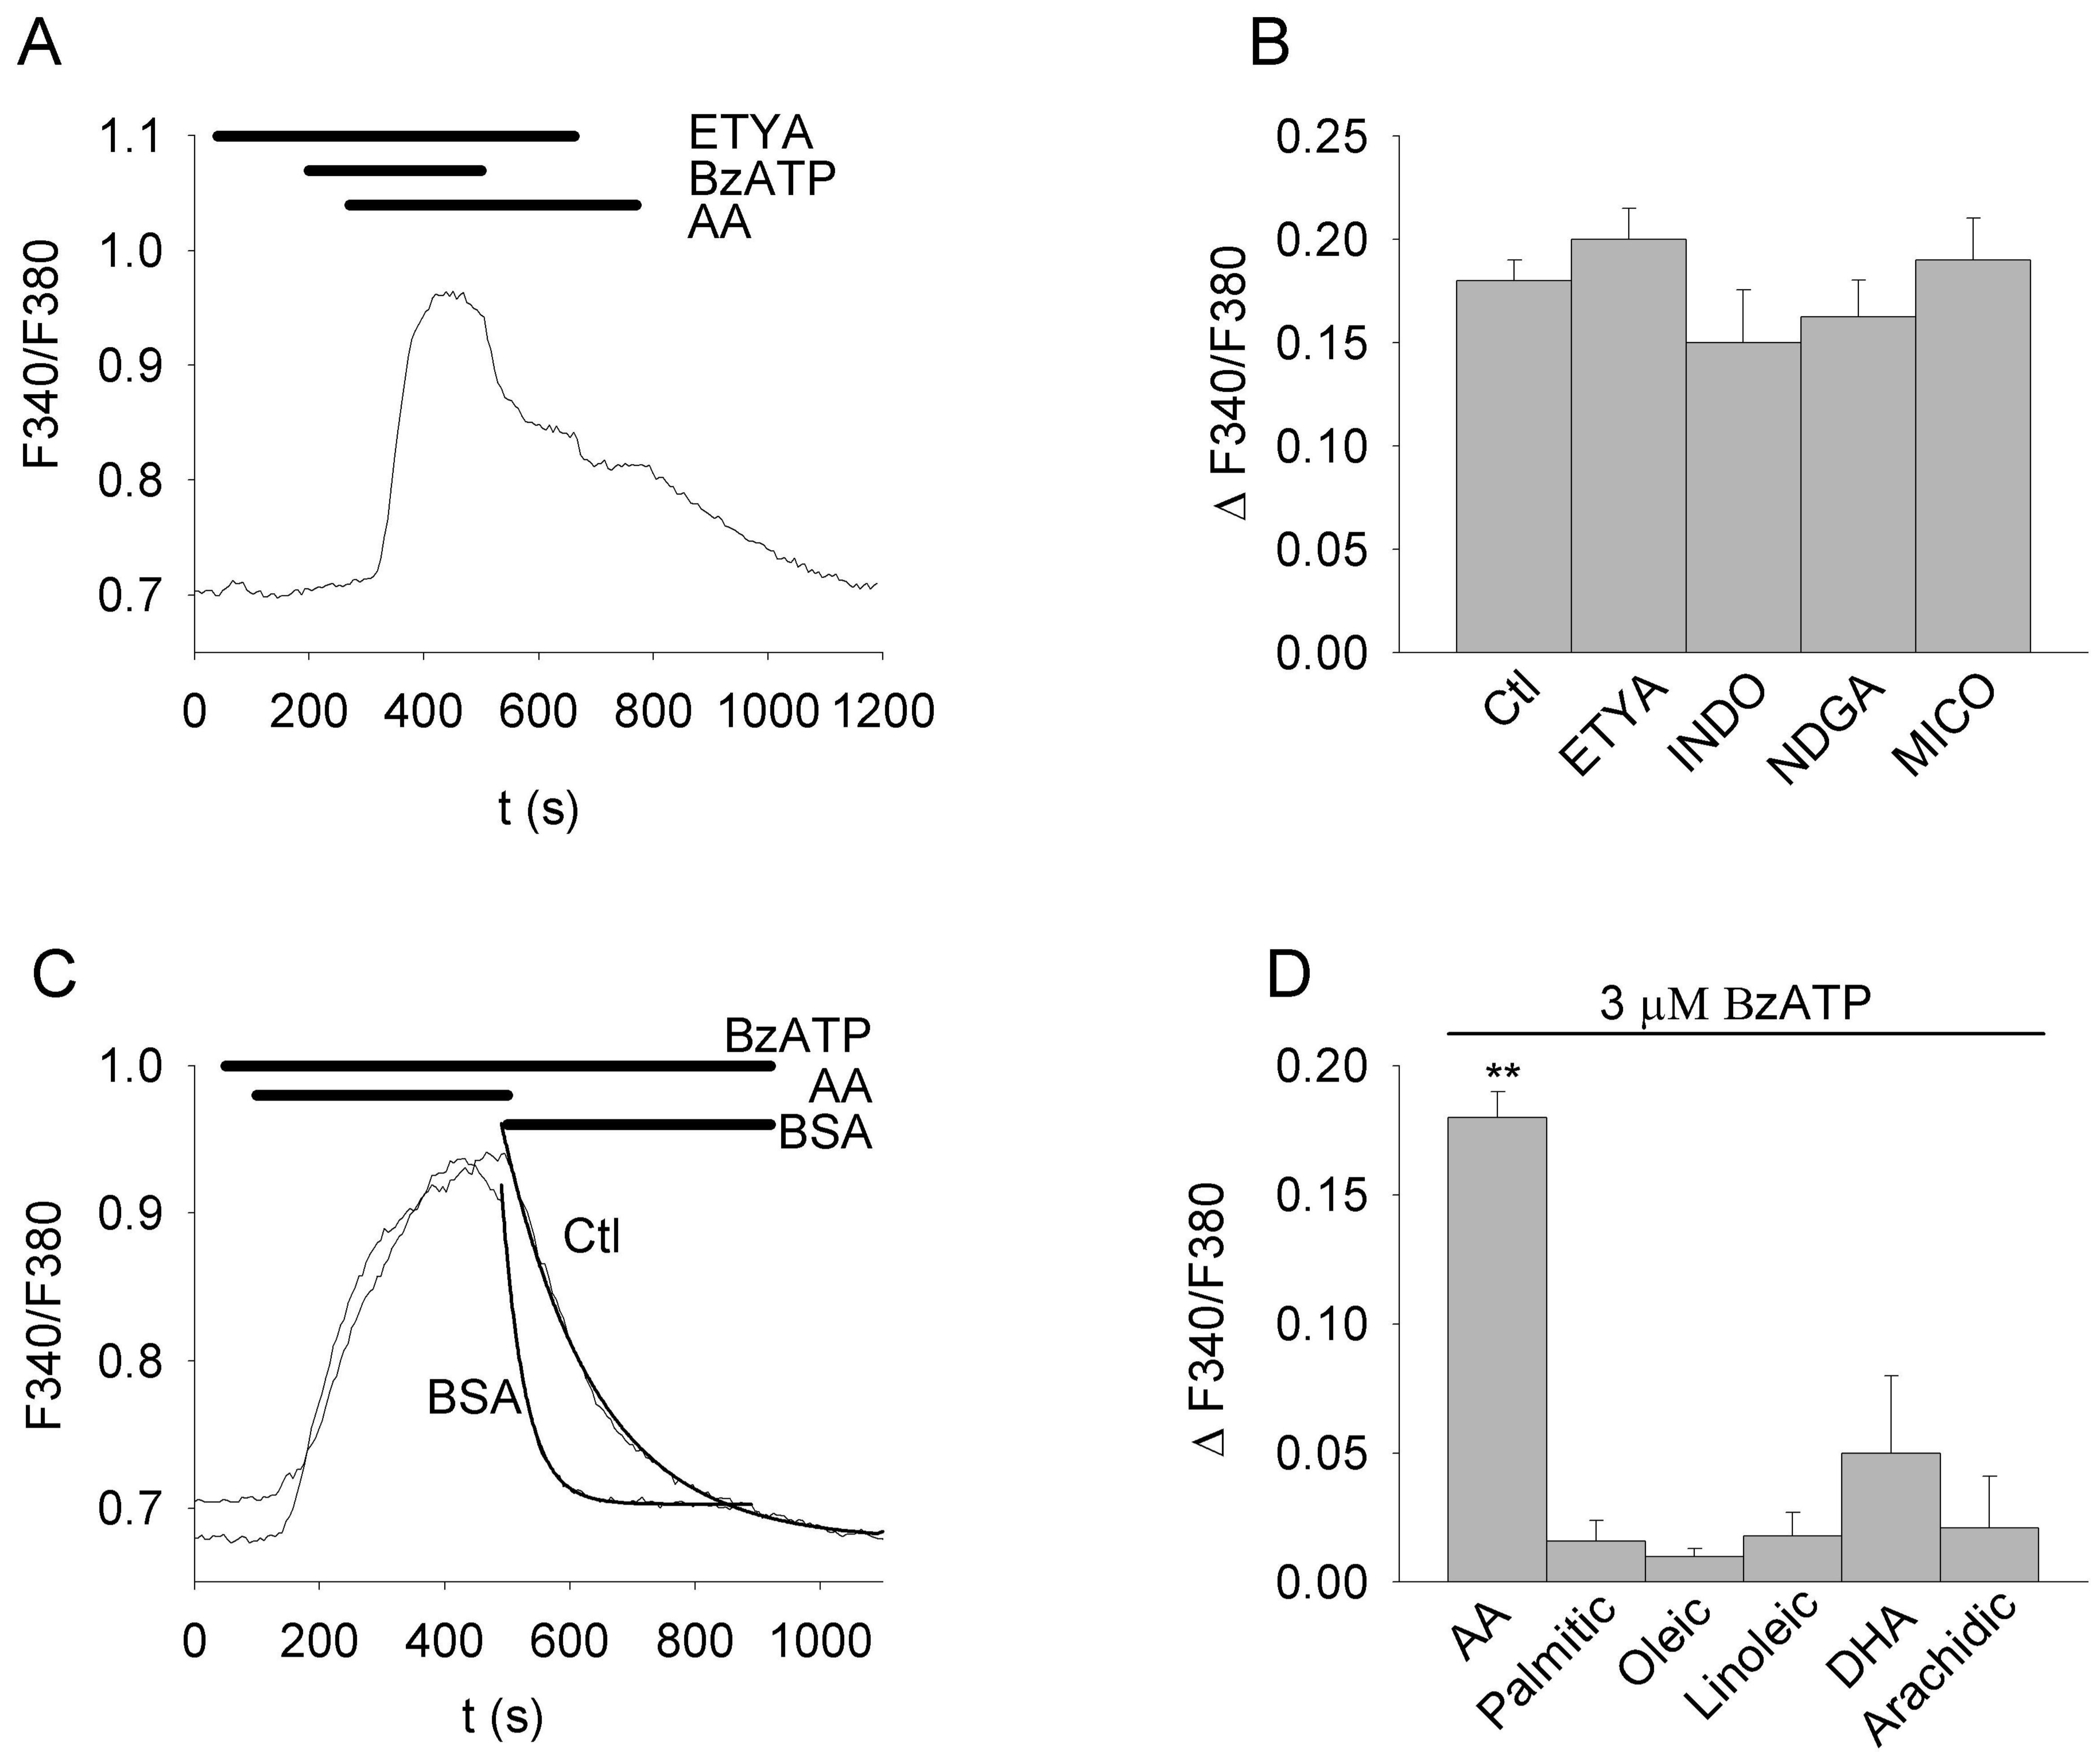 A
1.1
1.0
0.9
0.8
0.7
F340/F380
ETYA
BzATP
AA
0 200 400 600 800 1000 1200
t (s)
B
0.25
0.20
0.15
0.10
0.05
0.00
Δ F340/F380
Ctl ETYA INDO NDGA MICO
C
1.0
0.9
0.8
0.7
F340/F380
BzATP
AA
BSA
Ctl
BSA
0 200 400 600 800 1000
t (s)
D
3 μM BzATP
0.20
0.15
0.10
0.05
0.00
Δ F340/F380
**
AA Palmitic Oleic Linoleic DHA Arachidic